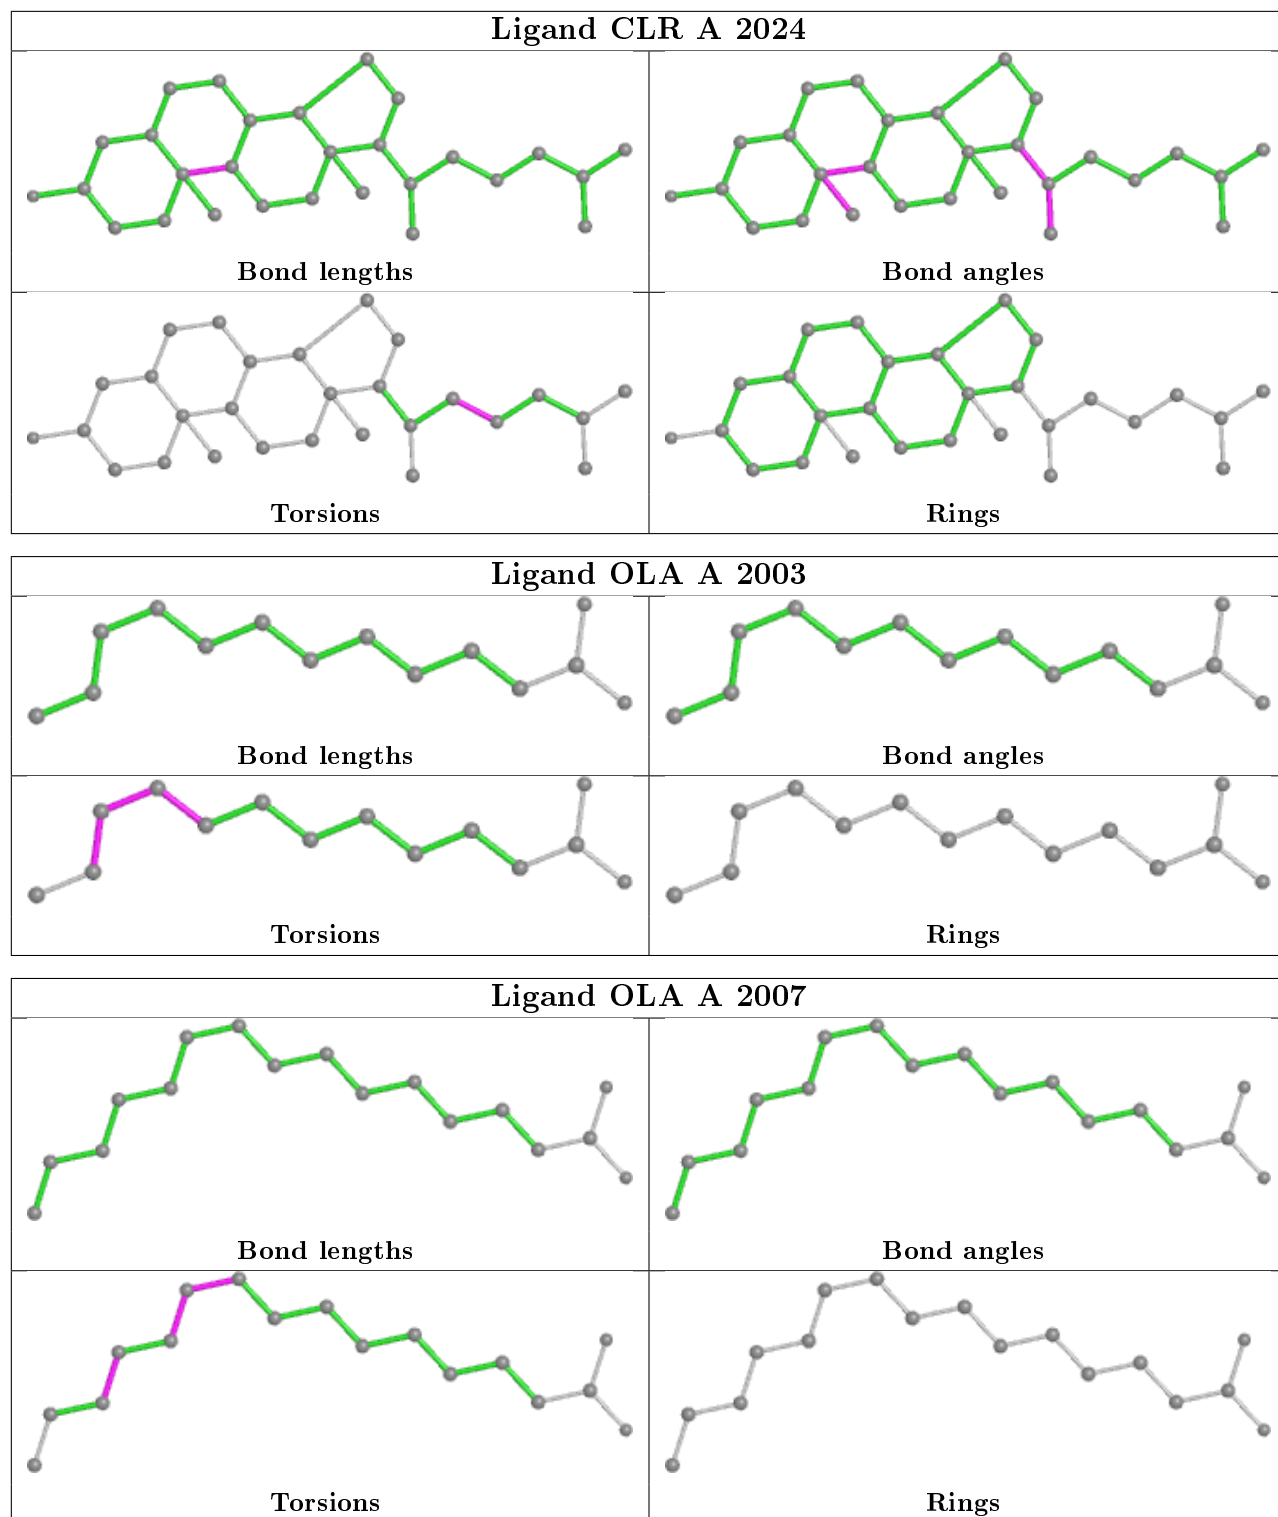 Ligand CLR A 2024
Bond lengths
Bond angles
Torsions
Rings
Ligand OLA A 2003
Bond lengths
Bond angles
Torsions
Rings
Ligand OLA A 2007
Bond lengths
Bond angles
Torsions
Rings